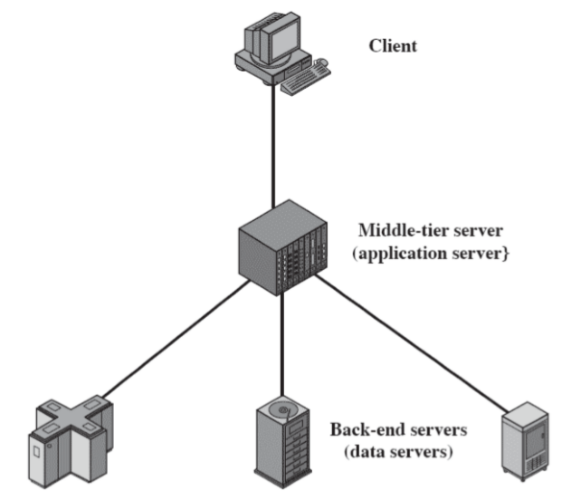 Client
Middle-tier server
(application server}
Back-end servers
(data servers)